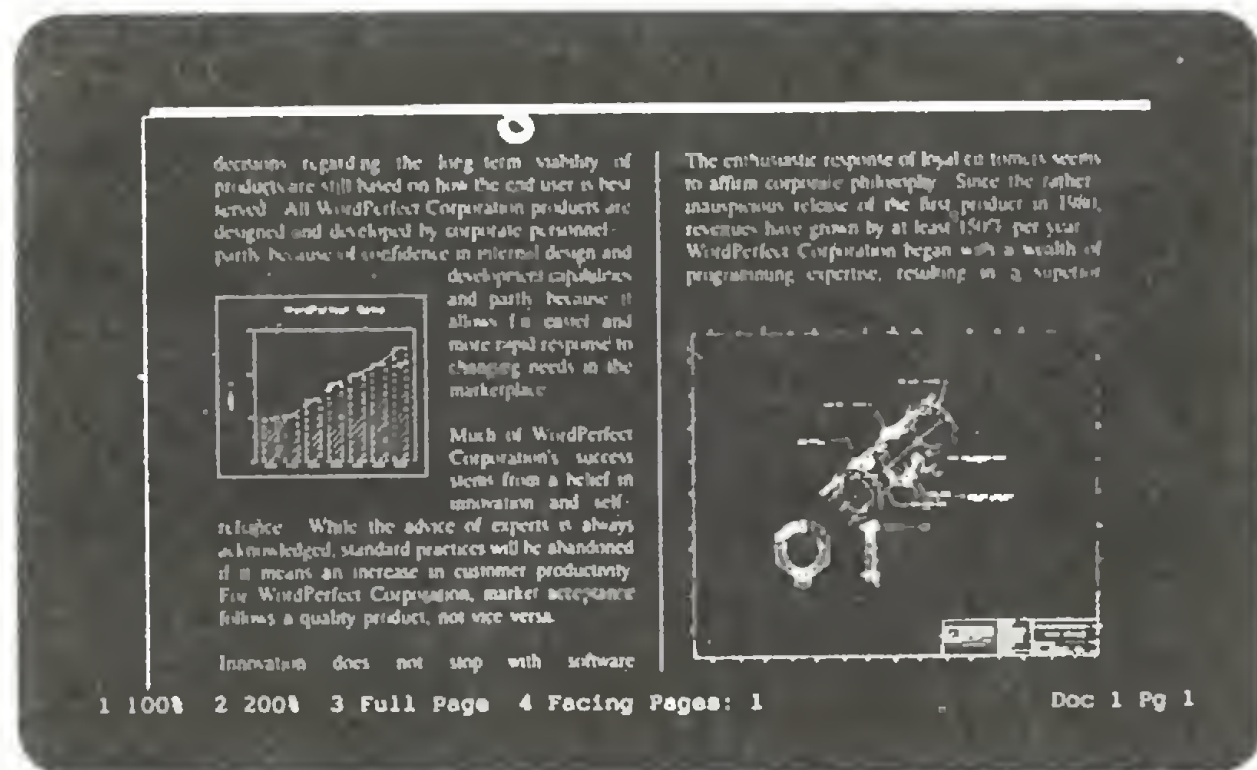 decisions regarding the long term viability of
products are still based on how the end user is best
served. All WordPerfect Corporation products are
designed and developed by corporate personnel-
partly because of confidence in internal design and
development capabilities
and partly because it
allows for easier and
more rapid response to
changing needs in the
marketplace
Much of WordPerfect
Corporation's success
stems from a belief in
innovation and self-
reliance. While the advice of experts is always
acknowledged, standard practices will be abandoned
if it means an increase in customer productivity.
For WordPerfect Corporation, market acceptance
follows a quality product, not vice versa.
Innovation does not stop with software
The enthusiastic response of loyal customers seems
to affirm corporate philosophy. Since the rather
inauspicious release of the first product in 1980,
revenues have grown by at least 150% per year.
WordPerfect Corporation began with a wealth of
programming expertise, resulting in a superior
1 100% 2 200% 3 Full Page 4 Facing Pages: 1
Doc 1 Pg 1